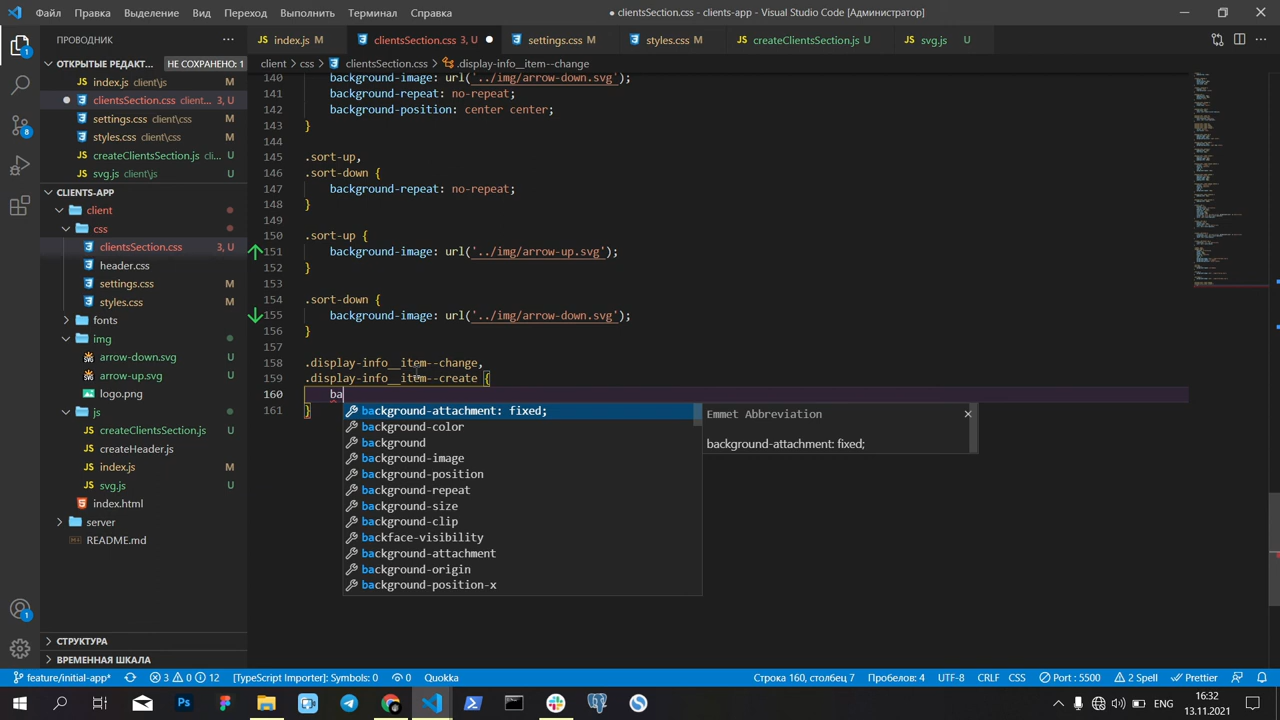 Файл Правка Выделение Вид Переход Выполнить Терминал Справка
● clientsSection.css - clients-app - Visual Studio Code [Администратор]
ПРОВОДНИК
index.js M
clientsSection.css 3, U
settings.css M
styles.css M
createClientsSection.js U
svg.js U
client > css > clientsSection.css > .display-info__item--change
ОТКРЫТЫЕ РЕДАКТ... НЕ СОХРАНЕНО: 1
index.js client\js M
clientsSection.css client... 3, U
settings.css client\css M
styles.css client\css M
createClientsSection.js cli... U
svg.js client\js U
CLIENTS-APP
client
css
clientsSection.css 3, U
header.css
settings.css M
styles.css M
fonts
img
arrow-down.svg U
arrow-up.svg U
logo.png
js
createClientsSection.js U
createHeader.js
index.js M
svg.js U
index.html
server
README.md
СТРУКТУРА
ВРЕМЕННАЯ ШКАЛА
140 background-image: url('../img/arrow-down.svg');
141 background-repeat: no-repeat;
142 background-position: center center;
143 }
144
145 .sort-up,
146 .sort-down {
147 background-repeat: no-repeat;
148 }
149
150 .sort-up {
151 background-image: url('../img/arrow-up.svg');
152 }
153
154 .sort-down {
155 background-image: url('../img/arrow-down.svg');
156 }
157
158 .display-info__item--change,
159 .display-info__item--create {
160 ba
161 }
background-attachment: fixed;
background-color
background
background-image
background-position
background-repeat
background-size
background-clip
backface-visibility
background-attachment
background-origin
background-position-x
Emmet Abbreviation
background-attachment: fixed;
1
8
1
feature/initial-app* 3 0 12 [TypeScript Importer]: Symbols: 0 0 Quokka
Строка 160, столбец 7 Пробелов: 4 UTF-8 CRLF CSS Port : 5500 2 Spell Prettier
ENG
16:32
13.11.2021